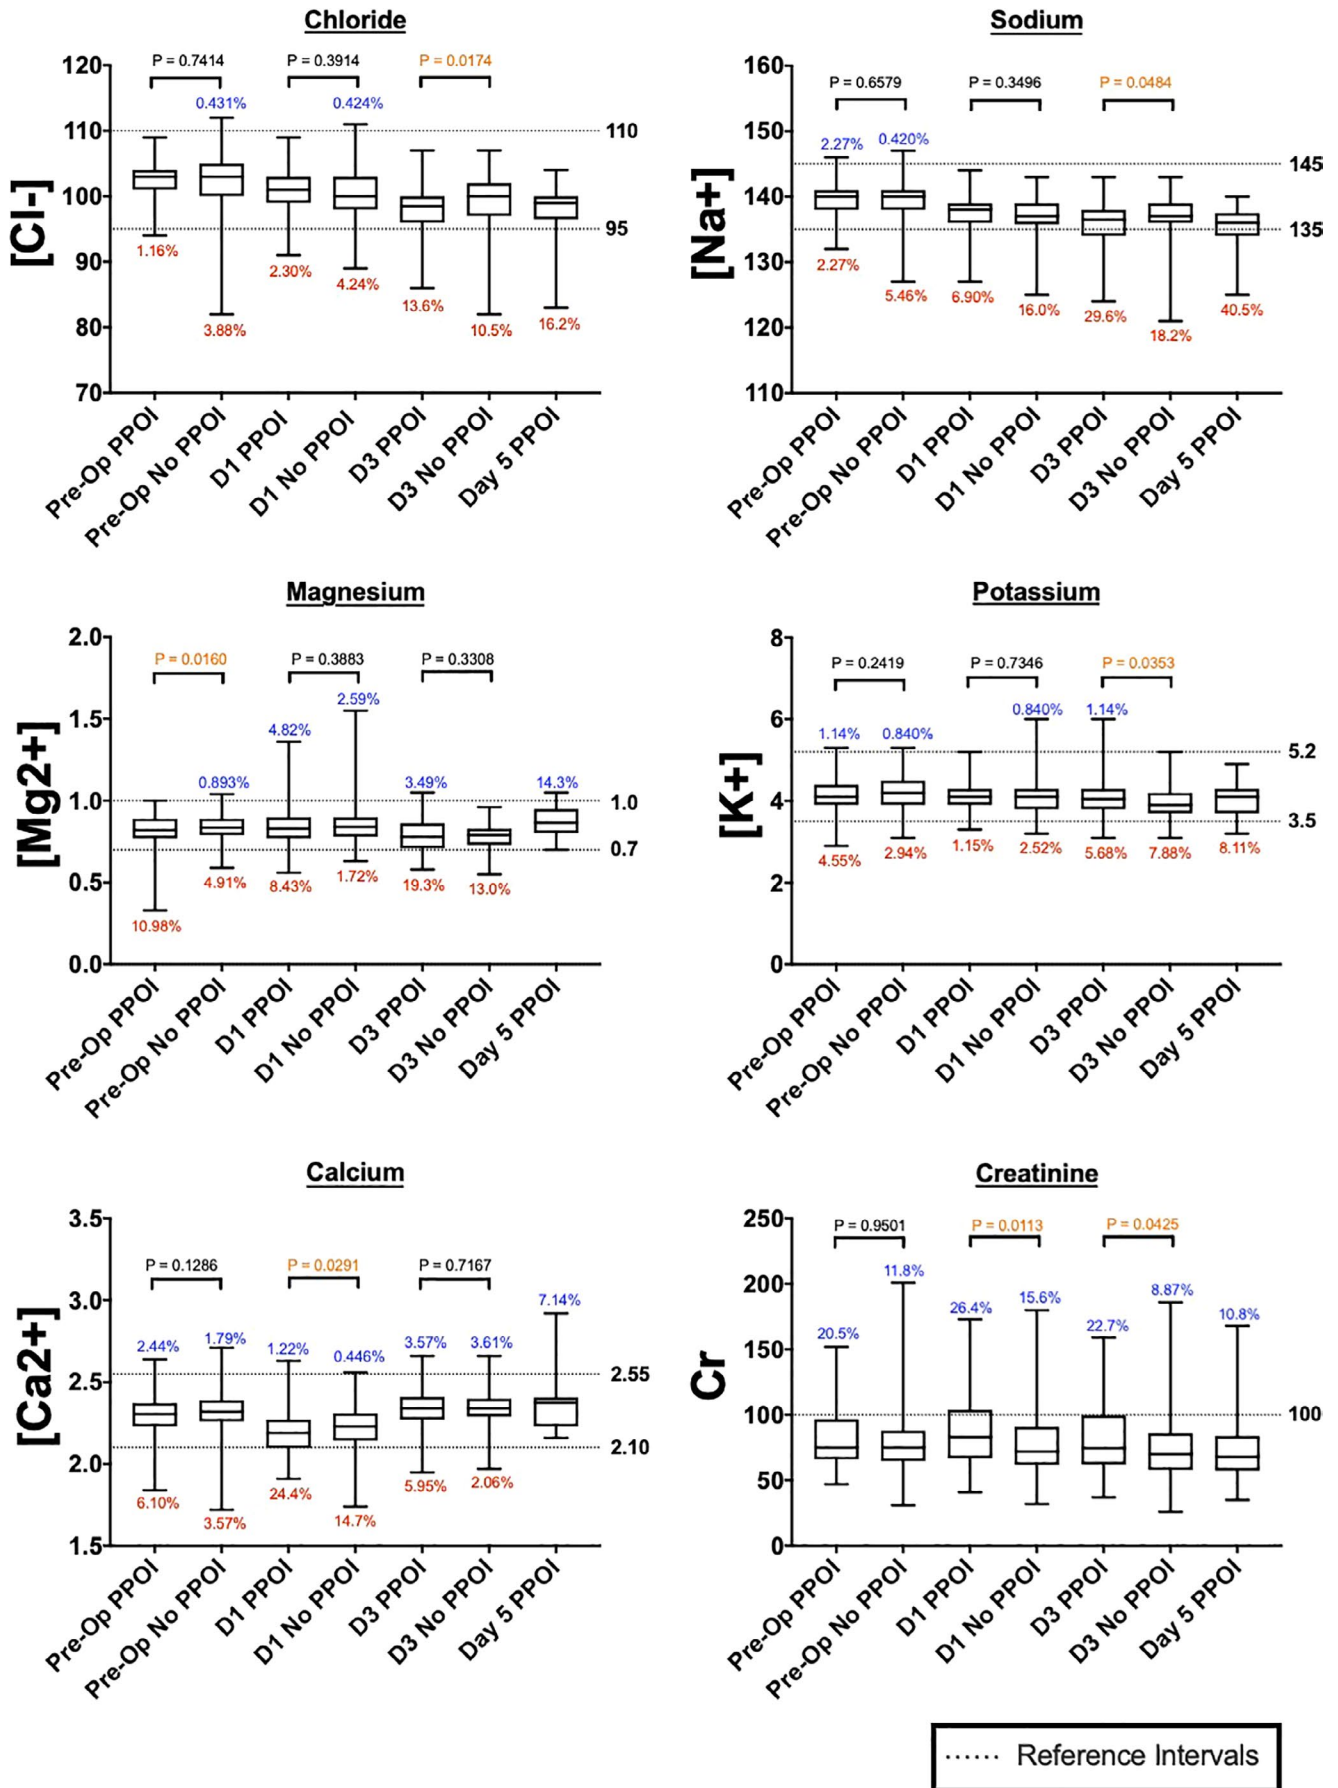 Chloride
P = 0.7414
P = 0.3914
P = 0.0174
120
0.431%
0.424%
110
110
100
95
90
1.16%
2.30%
4.24%
13.6%
3.88%
10.5%
16.2%
80
70
[Cl-]
Pre-Op PPOI
Pre-Op No PPOI
D1 PPOI
D1 No PPOI
D3 PPOI
D3 No PPOI
Day 5 PPOI
Sodium
160
P = 0.6579
P = 0.3496
P = 0.0484
150
2.27%
0.420%
145
140
135
130
2.27%
5.46%
6.90%
16.0%
29.6%
18.2%
40.5%
120
110
[Na+]
Pre-Op PPOI
Pre-Op No PPOI
D1 PPOI
D1 No PPOI
D3 PPOI
D3 No PPOI
Day 5 PPOI
Magnesium
2.0
P = 0.0160
P = 0.3883
P = 0.3308
2.59%
4.82%
1.5
0.893%
3.49%
14.3%
1.0
1.0
0.7
0.5
10.98%
4.91%
8.43%
1.72%
19.3%
13.0%
0.0
[Mg2+]
Pre-Op PPOI
Pre-Op No PPOI
D1 PPOI
D1 No PPOI
D3 PPOI
D3 No PPOI
Day 5 PPOI
Potassium
8
P = 0.2419
P = 0.7346
P = 0.0353
6
1.14%
0.840%
0.840%
1.14%
5.2
4
3.5
4.55%
2.94%
1.15%
2.52%
5.68%
7.88%
8.11%
2
0
[K+]
Pre-Op PPOI
Pre-Op No PPOI
D1 PPOI
D1 No PPOI
D3 PPOI
D3 No PPOI
Day 5 PPOI
Calcium
3.5
P = 0.1286
P = 0.0291
P = 0.7167
3.0
2.44%
1.79%
1.22%
0.446%
3.57%
3.61%
7.14%
2.55
2.5
2.10
2.0
6.10%
3.57%
24.4%
14.7%
5.95%
2.06%
1.5
[Ca2+]
Pre-Op PPOI
Pre-Op No PPOI
D1 PPOI
D1 No PPOI
D3 PPOI
D3 No PPOI
Day 5 PPOI
Creatinine
250
P = 0.9501
P = 0.0113
P = 0.0425
200
20.5%
11.8%
26.4%
15.6%
22.7%
8.87%
10.8%
150
100
100
50
0
Cr
Pre-Op PPOI
Pre-Op No PPOI
D1 PPOI
D1 No PPOI
D3 PPOI
D3 No PPOI
Day 5 PPOI
Reference Intervals